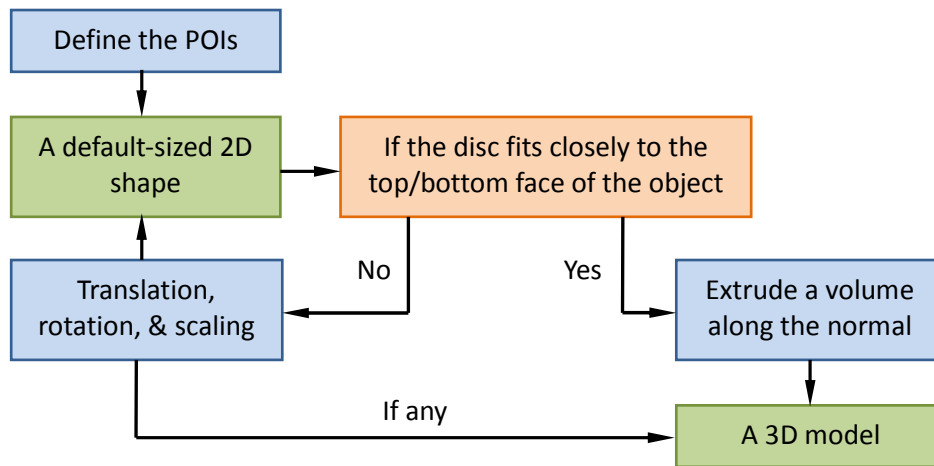 Define the POIs
A default-sized 2D
shape
If the disc fits closely to the
top/bottom face of the object
No
Yes
Translation,
rotation, & scaling
Extrude a volume
along the normal
If any
A 3D model